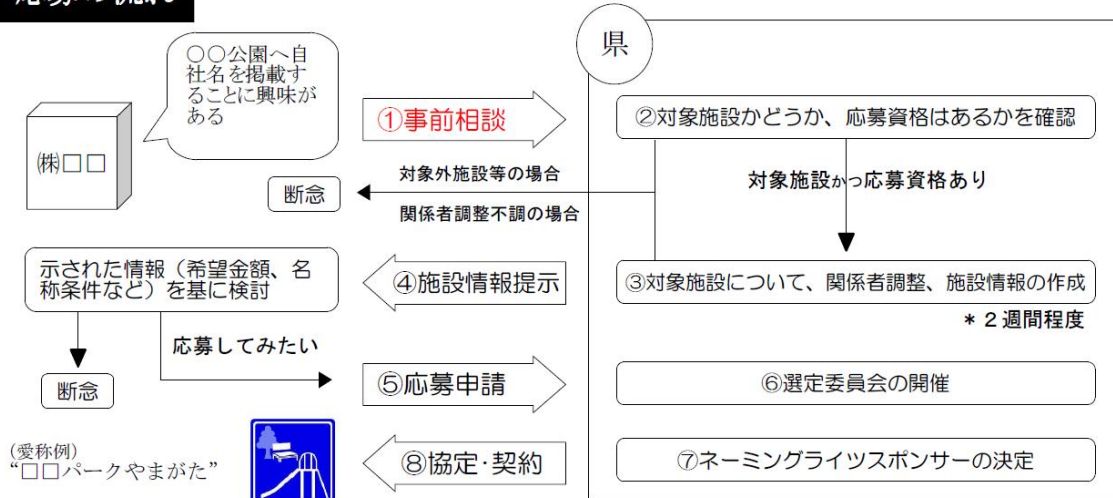 県
○○公園へ自
社名を掲載す
ることに興味が
ある
㈱□□
①事前相談
②対象施設かどうか、応募資格はあるかを確認
対象外施設等の場合
断念
関係者調整不調の場合
対象施設かつ応募資格あり
示された情報（希望金額、名
称条件など）を基に検討
④施設情報提示
③対象施設について、関係者調整、施設情報の作成
＊２週間程度
応募してみたい
断念
⑤応募申請
⑥選定委員会の開催
(愛称例)
“□□パークやまがた”
⑧協定・契約
⑦ネーミングライツスポンサーの決定